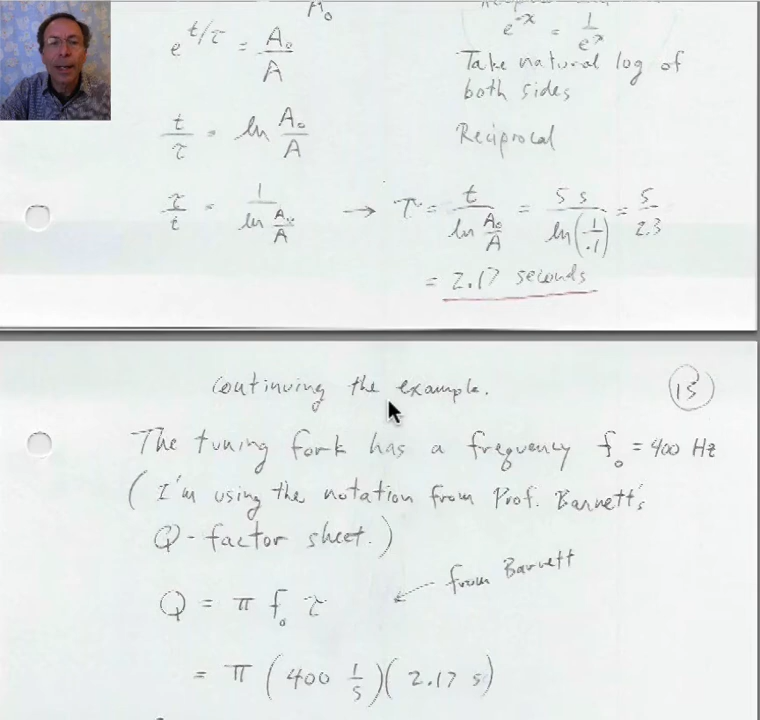 A₀
e^(-x) = 1/e^x
e^(t/τ) = A₀/A
Take natural log of
both sides
t/τ = ln A₀/A
Reciprocal
τ/t = 1/(ln A₀/A) → τ = t/(ln A₀/A) = 5 s/ln(1/.1) = 5/2.3
= 2.17 seconds
Continuing the example.
15
The tuning fork has a frequency f₀ = 400 Hz
( I'm using the notation from Prof. Barnett's
Q-factor sheet. )
Q = π f₀ τ ← from Barnett
= π ( 400 1/s ) ( 2.17 s )